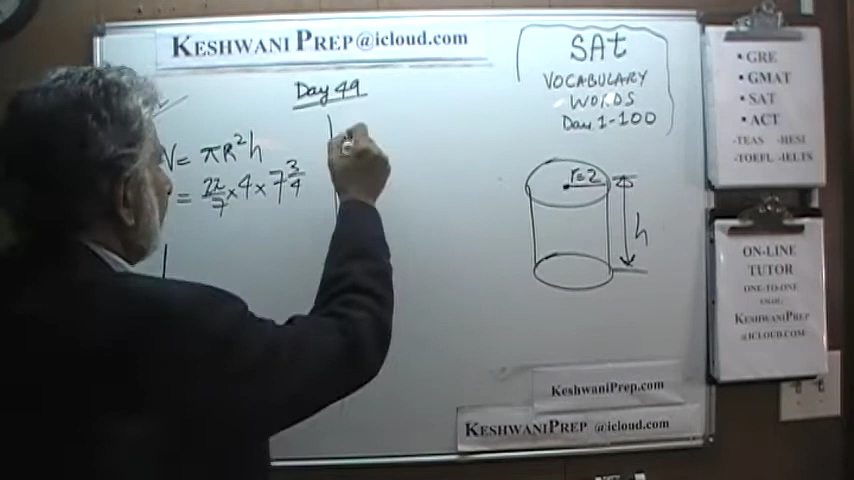 KESHWANI PREP@icloud.com
Day 49
V = πR²h
= 22/7 × 4 × 7 3/4
SAt
VOCABULARY
WORDS
Day 1-100
r=2
h
• GRE
• GMAT
• SAT
• ACT
-TEAS -HESI
-TOEFL -IELTS
ON-LINE
TUTOR
ONE-TO-ONE
EMAIL:
KESHWANIPREP
@ICLOUD.COM
KESHWANIPREP.COM
KESHWANIPREP @icloud.com